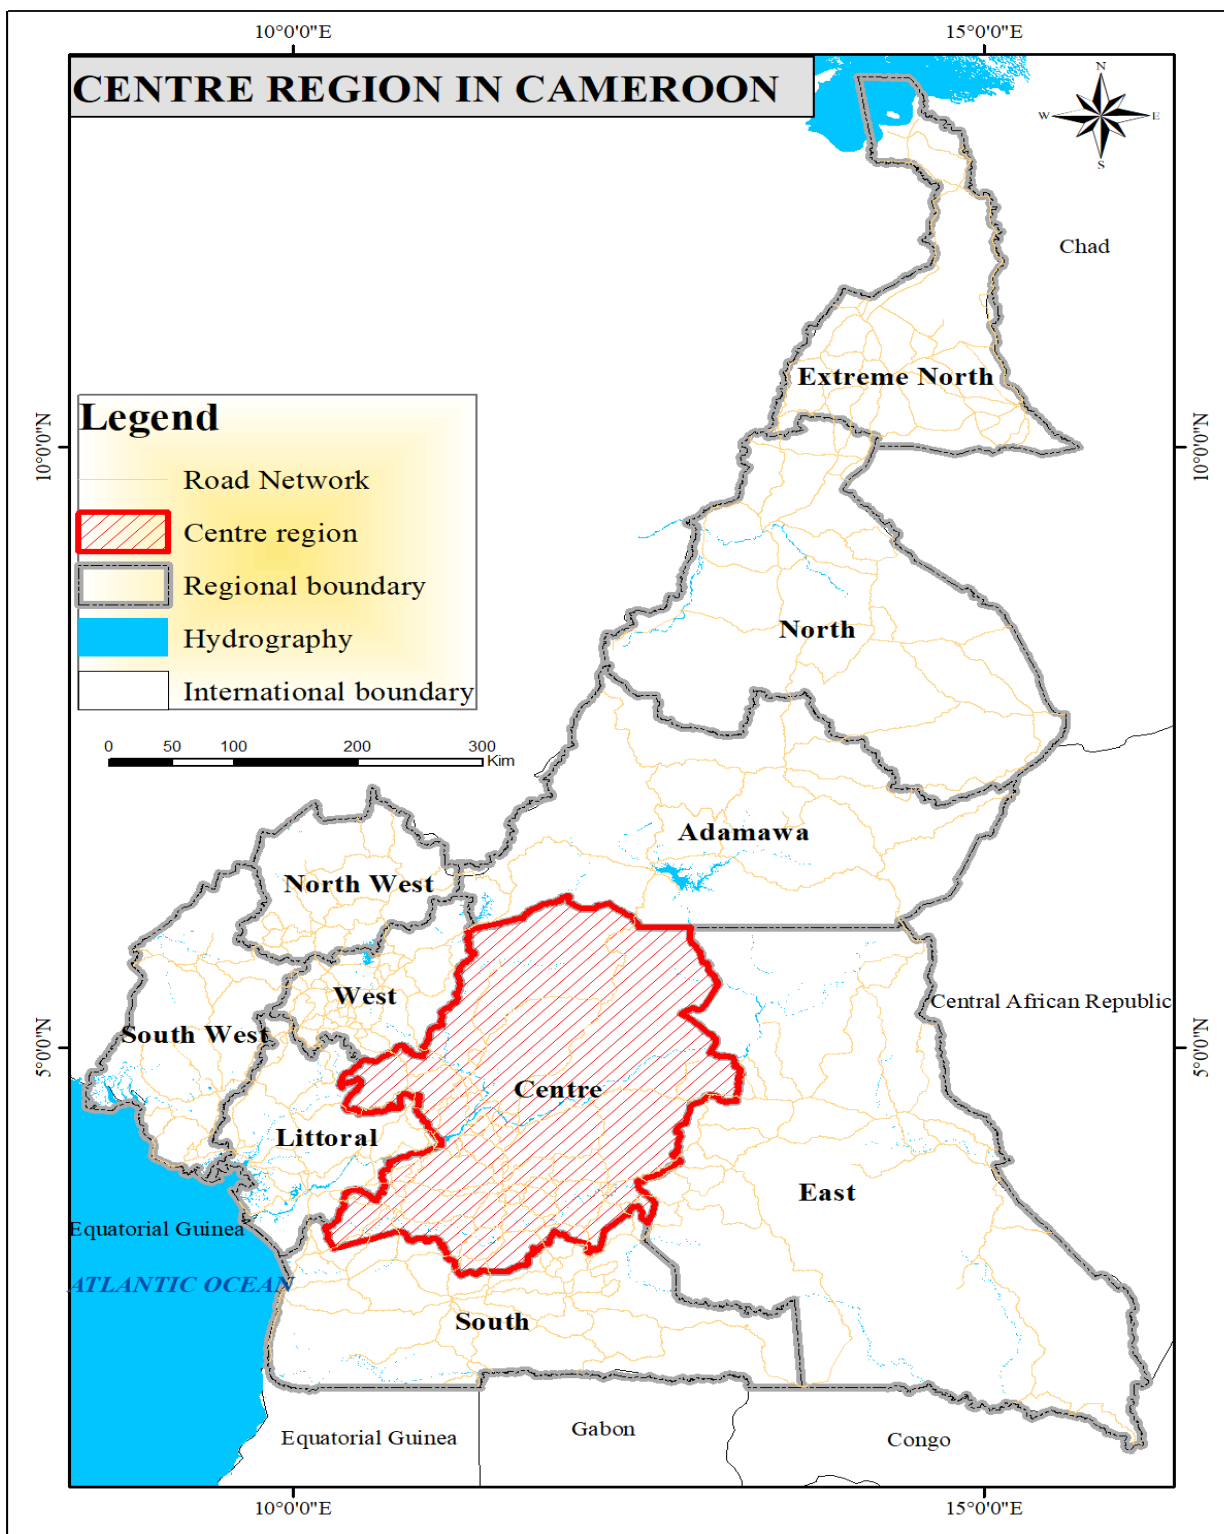 10°0'0"E
15°0'0"E
CENTRE REGION IN CAMEROON
N
W
E
S
Chad
Extreme North
Legend
10°0'0"N
10°0'0"N
Road Network
Centre region
Regional boundary
Hydrography
International boundary
North
0 50 100 200 300
Kim
Adamawa
North West
West
Central African Republic
South West
5°0'0"N
5°0'0"N
Centre
Littoral
East
Equatorial Guinea
ATLANTIC OCEAN
South
Equatorial Guinea
Gabon
Congo
10°0'0"E
15°0'0"E